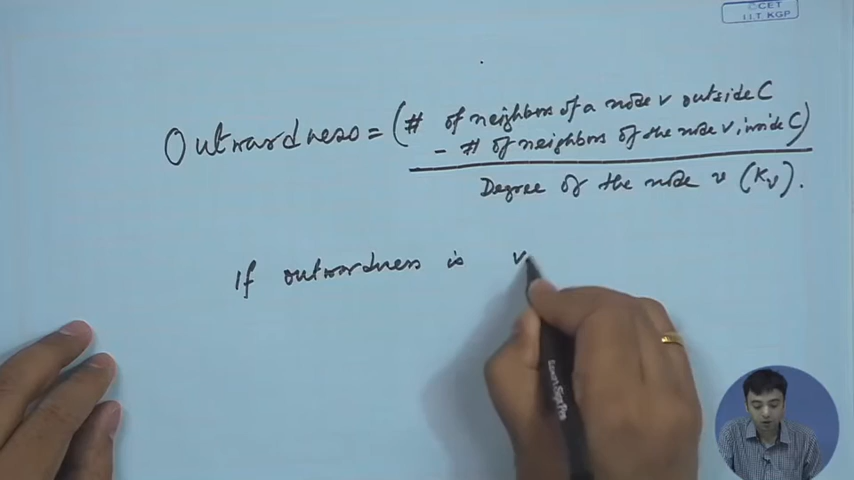 ©CET
I.I.T. KGP
Outwardness = (# of neighbors of a node v outside C
- # of neighbors of the node v, inside C)
Degree of the node v (Kv).
If outwardness is v